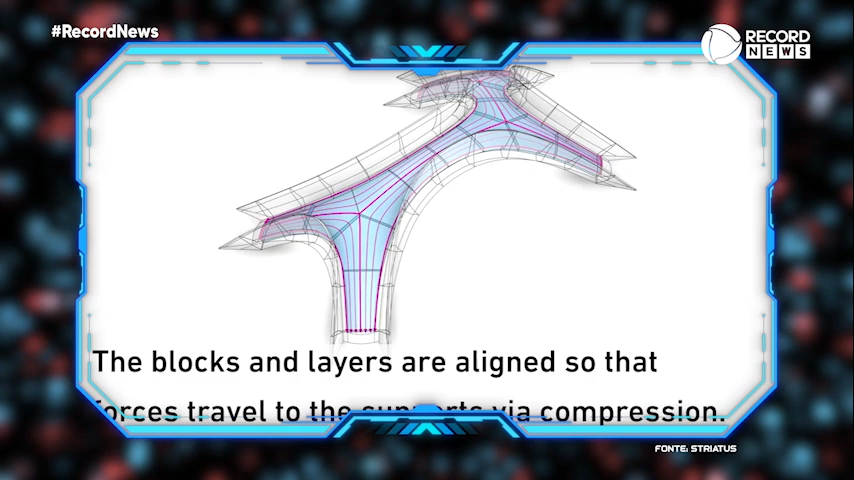 #RecordNews
RECORD
NEWS
The blocks and layers are aligned so that
forces travel to the supports via compression.
FONTE: STRIATUS